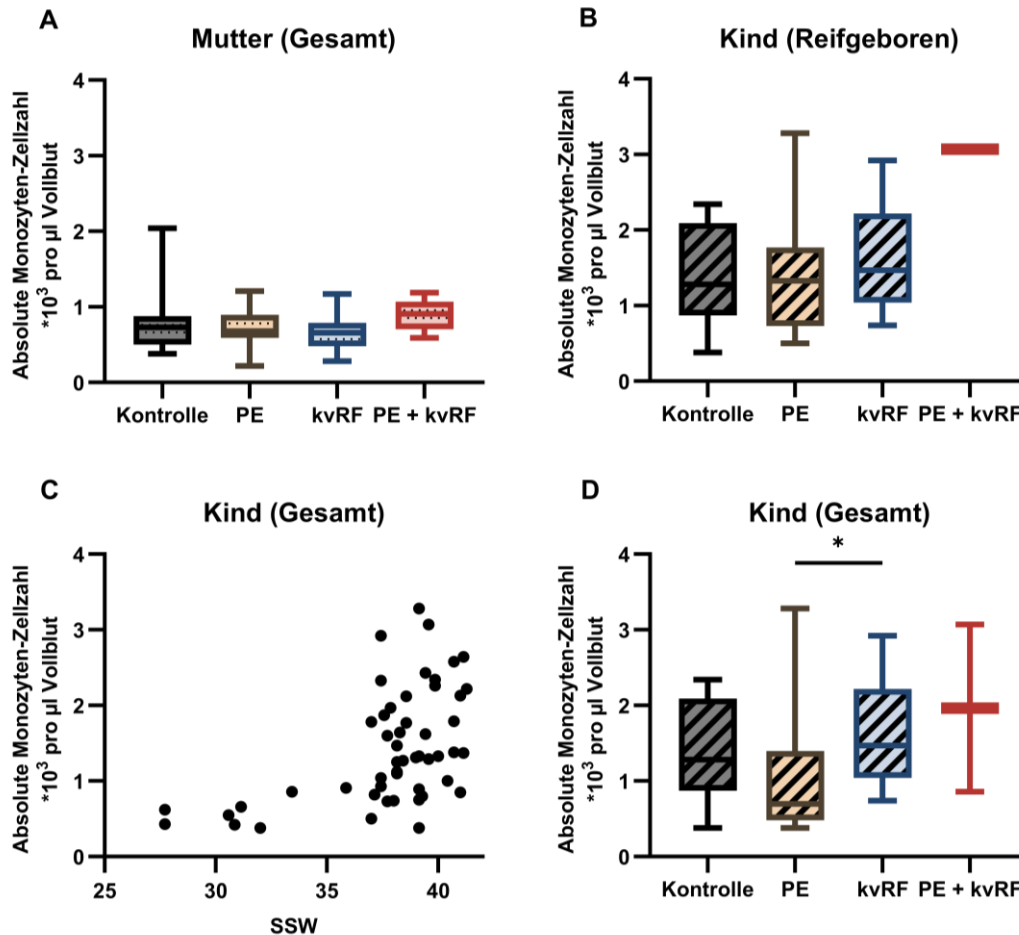 A
Mutter (Gesamt)
Absolute Monozyten-Zellzahl
*10³ pro µl Vollblut
4
3
2
1
0
Kontrolle PE kvRF PE + kvRF
B
Kind (Reifgeboren)
Absolute Monozyten-Zellzahl
*10³ pro µl Vollblut
4
3
2
1
0
Kontrolle PE kvRF PE + kvRF
C
Kind (Gesamt)
Absolute Monozyten-Zellzahl
*10³ pro µl Vollblut
4
3
2
1
0
25 30 35 40
SSW
D
Kind (Gesamt)
*
Absolute Monozyten-Zellzahl
*10³ pro µl Vollblut
4
3
2
1
0
Kontrolle PE kvRF PE + kvRF